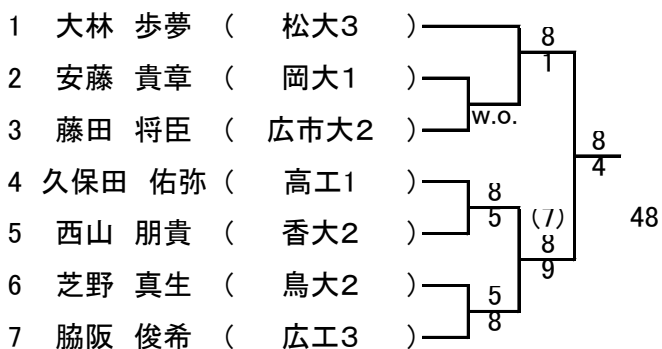 1 大林 歩夢 ( 松大3 )
8
1
2 安藤 貴章 ( 岡大1 )
w.o.
3 藤田 将臣 ( 広市大2 )
8
4
4 久保田 佑弥 ( 高工1 )
8
5
(7)
8
9
48
5 西山 朋貴 ( 香大2 )
6 芝野 真生 ( 鳥大2 )
5
8
7 脇阪 俊希 ( 広工3 )